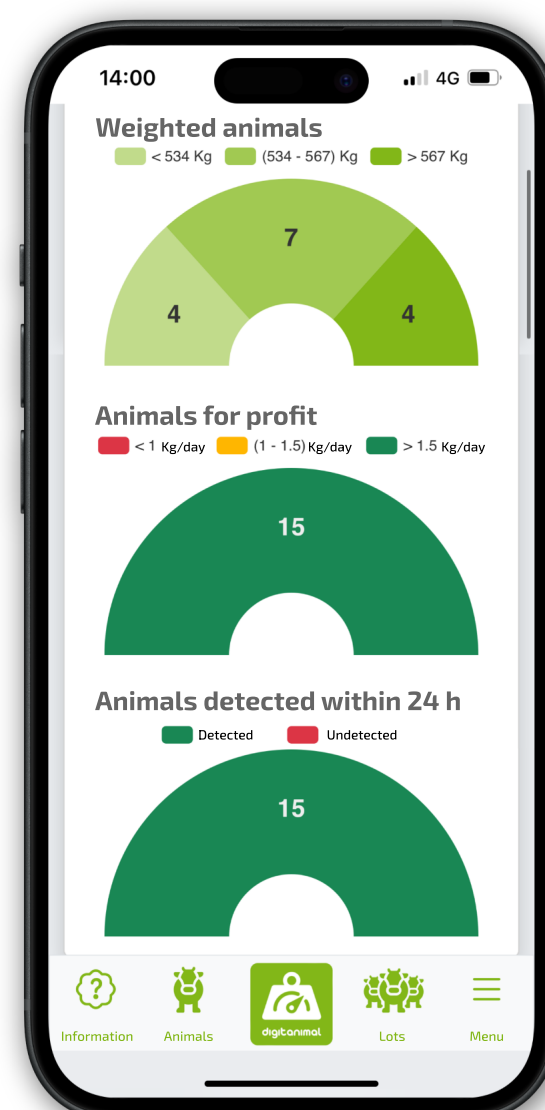 14:00 4G
Weighted animals
< 534 Kg (534 - 567) Kg > 567 Kg
7
4 4
Animals for profit
< 1 Kg/day (1 - 1.5) Kg/day > 1.5 Kg/day
15
Animals detected within 24 h
Detected Undetected
15
?
digitanimal
Information Animals Lots Menu